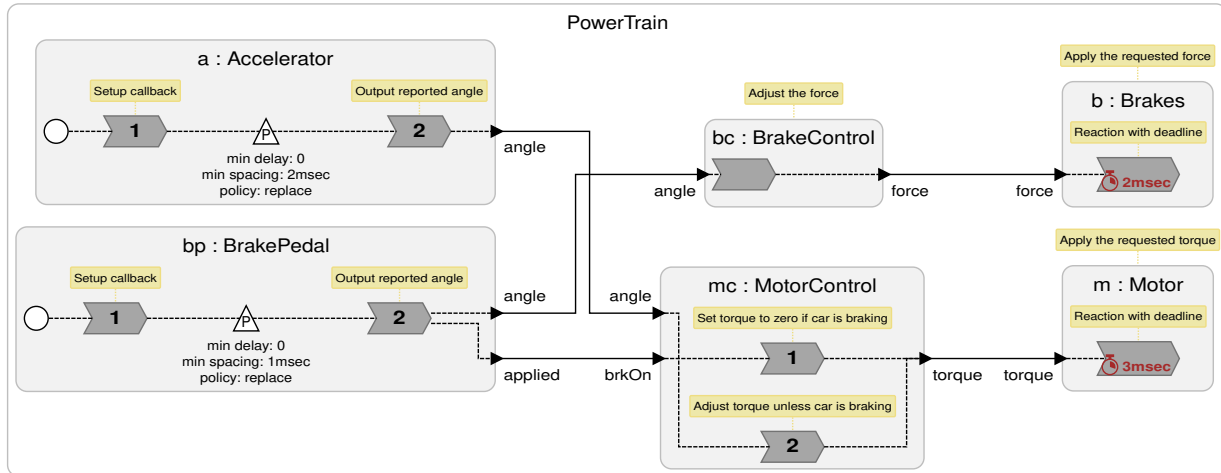 PowerTrain
a : Accelerator
Setup callback
Output reported angle
1
P
2
min delay: 0
min spacing: 2msec
policy: replace
angle
bp : BrakePedal
Setup callback
Output reported angle
1
P
2
min delay: 0
min spacing: 1msec
policy: replace
angle
applied
Adjust the force
bc : BrakeControl
angle
force
mc : MotorControl
angle
Set torque to zero if car is braking
1
brkOn
torque
Adjust torque unless car is braking
2
Apply the requested force
b : Brakes
Reaction with deadline
2msec
force
Apply the requested torque
m : Motor
Reaction with deadline
3msec
torque